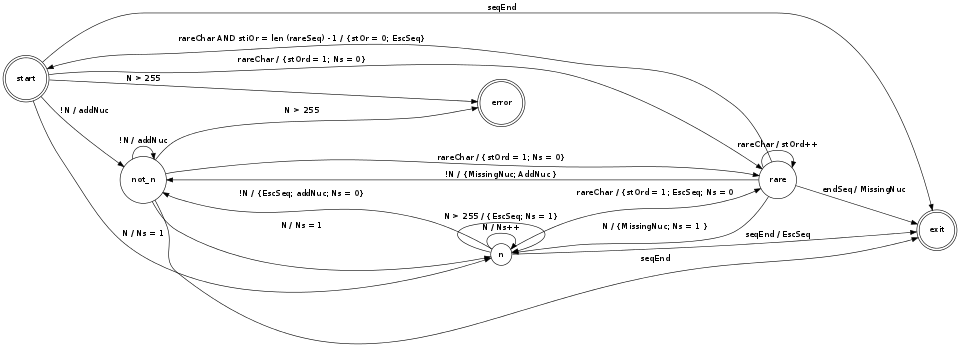 seqEnd
rareChar AND stiOr = len (rareSeq) - 1 / {stOr = 0; EscSeq}
rareChar / {stOrd = 1; Ns = 0}
start
N > 255
error
!N / addNuc
N > 255
!N / addNuc
rareChar / stOrd++
rareChar / {stOrd = 1; Ns = 0}
!N / {MissingNuc; AddNuc }
not_n
rare
!N / {EscSeq; addNuc; Ns = 0}
rareChar / {stOrd = 1; EscSeq; Ns = 0
endSeq / MissingNuc
N > 255 / {EscSeq; Ns = 1}
N / Ns = 1
N / Ns++
N / {MissingNuc; Ns = 1 }
N / Ns = 1
seqEnd / EscSeq
exit
n
seqEnd